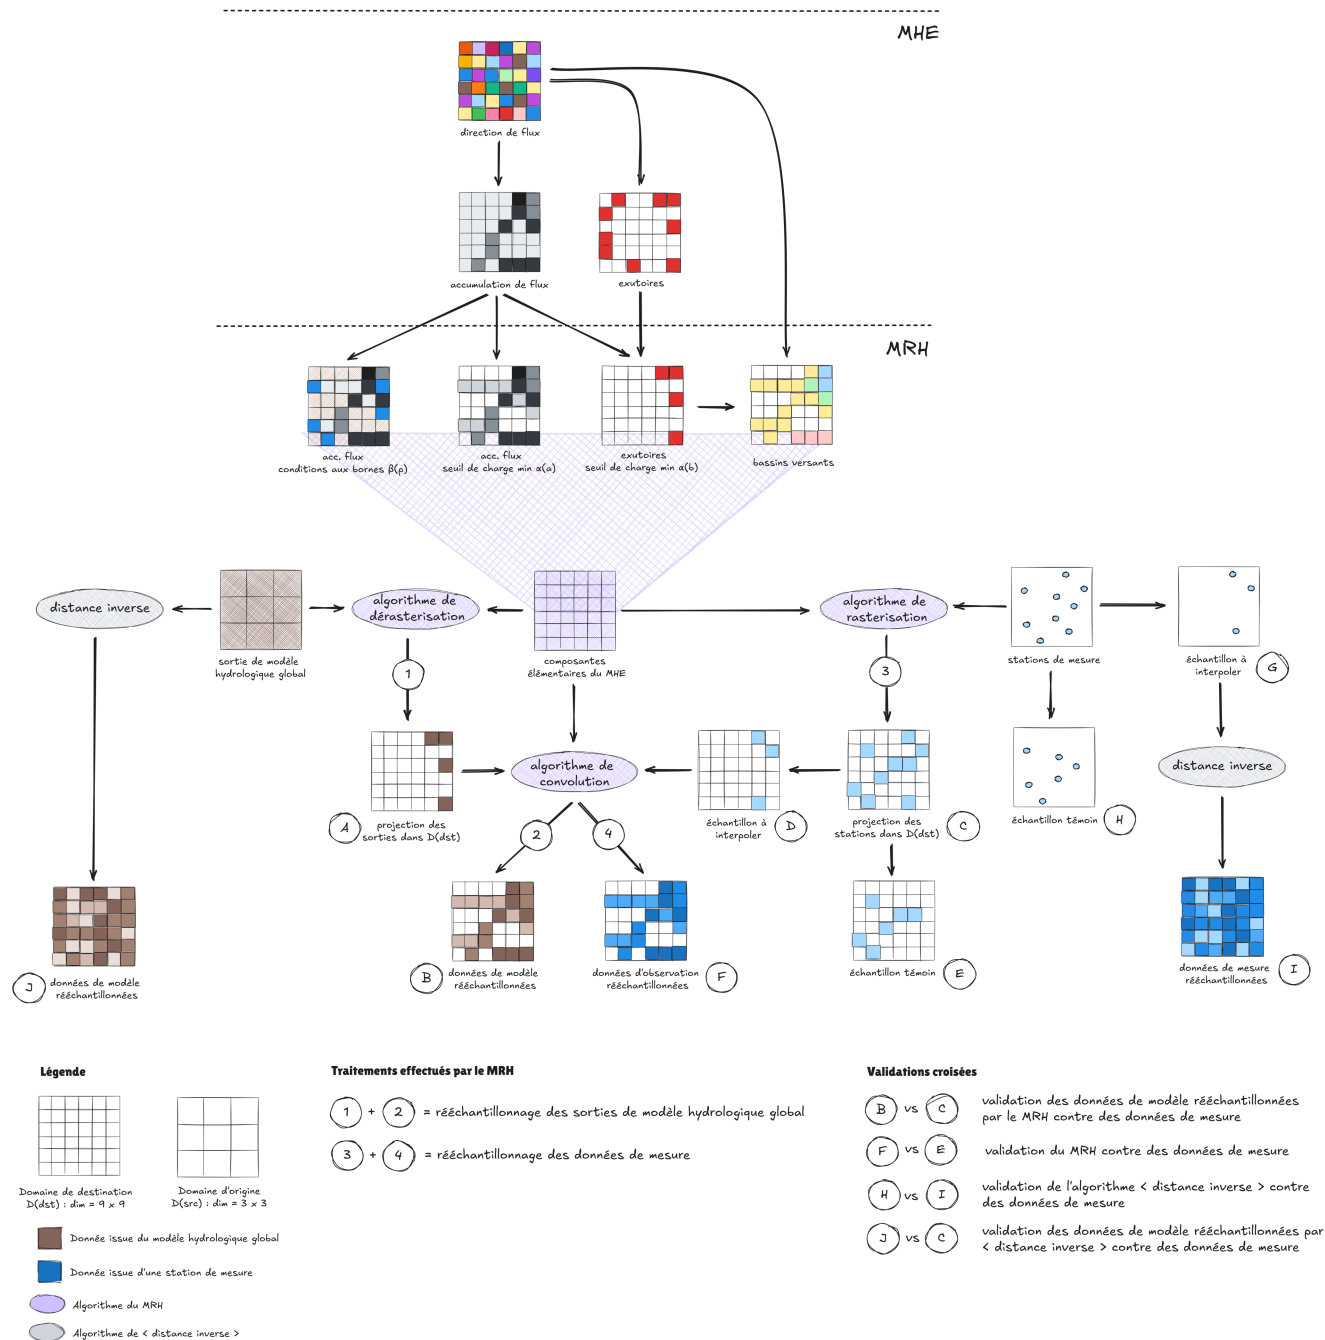 MHE
direction de flux
accumulation de flux
exutoires
MRH
acc. flux
conditions aux bornes β(ρ)
acc. flux
seuil de charge min α(a)
exutoires
seuil de charge min α(b)
bassins versants
distance inverse
sortie de modèle
hydrologique global
algorithme de
dérasterisation
composantes
élémentaires du MHE
algorithme de
rasterisation
stations de mesure
échantillon à
interpoler
G
1
3
projection des
sorties dans D(dst)
A
algorithme de
convolution
échantillon à
interpoler
D
projection des
stations dans D(dst)
C
échantillon témoin
H
distance inverse
2
4
J
données de modèle
rééchantillonnées
B
données de modèle
rééchantillonnées
données d'observation
rééchantillonnées
F
échantillon témoin
E
données de mesure
rééchantillonnées
I
Légende
Domaine de destination
D(dst) : dim = 9 x 9
Domaine d'origine
D(src) : dim = 3 x 3
Donnée issue du modèle hydrologique global
Donnée issue d'une station de mesure
Algorithme du MRH
Algorithme de < distance inverse >
Traitements effectués par le MRH
1 + 2 = rééchantillonnage des sorties de modèle hydrologique global
3 + 4 = rééchantillonnage des données de mesure
Validations croisées
B vs C validation des données de modèle rééchantillonnées
par le MRH contre des données de mesure
F vs E validation du MRH contre des données de mesure
H vs I validation de l'algorithme < distance inverse > contre
des données de mesure
J vs C validation des données de modèle rééchantillonnées par
< distance inverse > contre des données de mesure